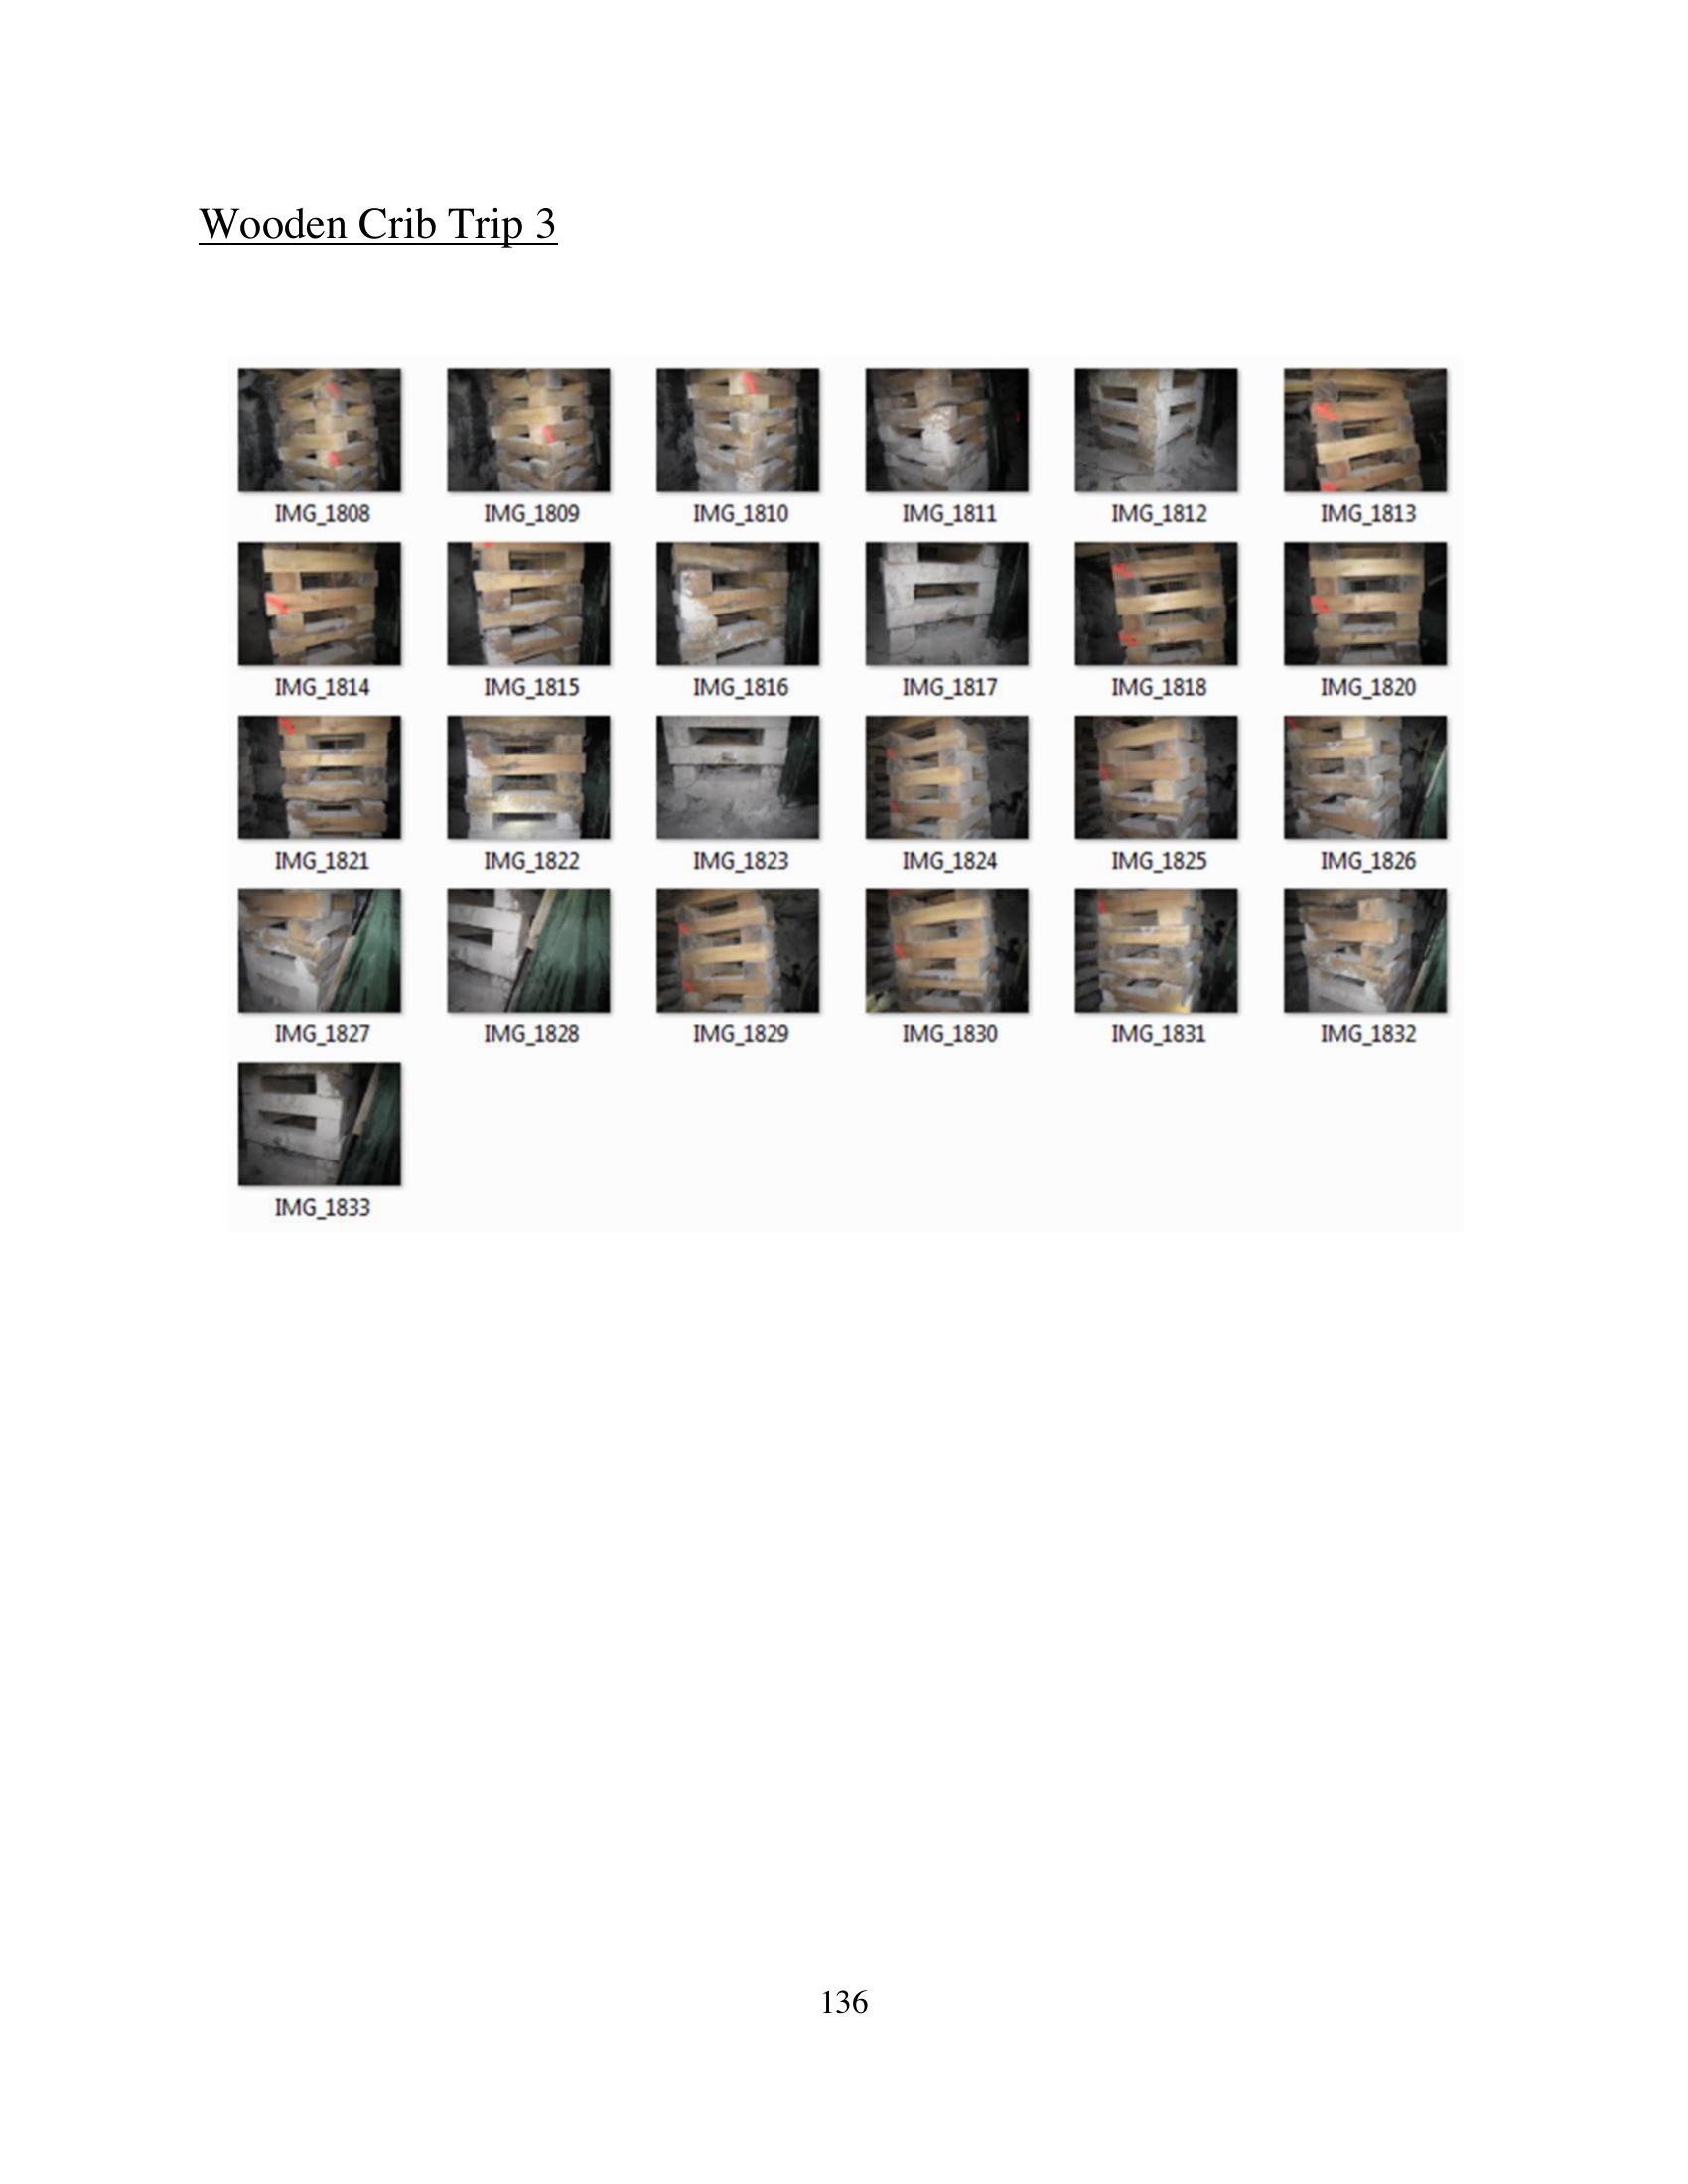 Wooden Crib Trip 3
IMG_1808 IMG_1809 IMG_1810 IMG_1811 IMG_1812 IMG_1813
IMG_1814 IMG_1815 IMG_1816 IMG_1817 IMG_1818 IMG_1820
IMG_1821 IMG_1822 IMG_1823 IMG_1824 IMG_1825 IMG_1826
IMG_1827 IMG_1828 IMG_1829 IMG_1830 IMG_1831 IMG_1832
IMG_1833
136